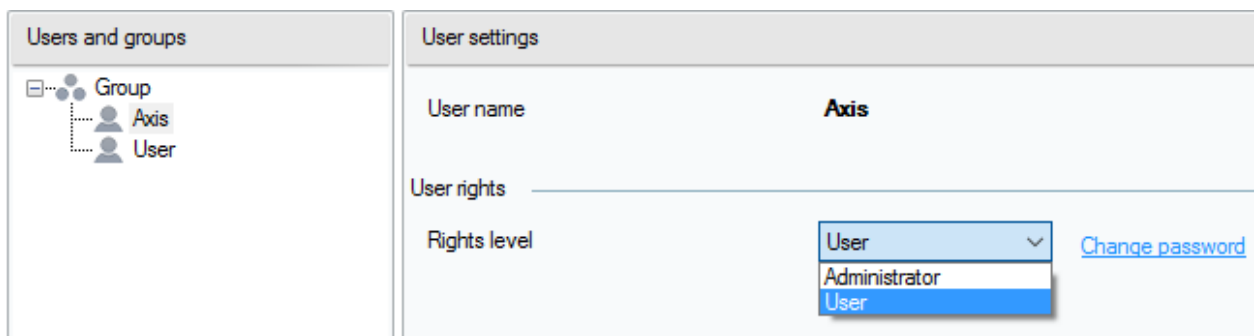 Users and groups
Group
Axis
User
User settings
User name Axis
User rights
Rights level User Change password
Administrator
User